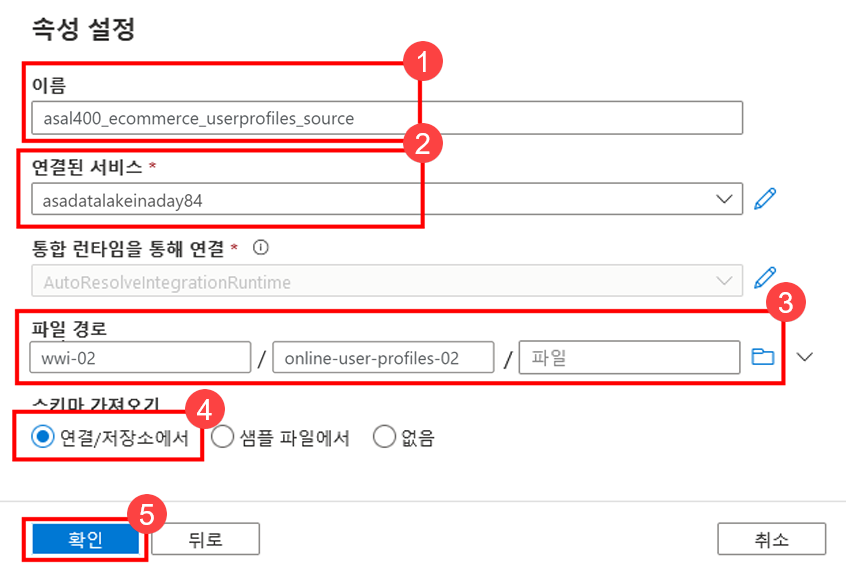 속성 설정
1
이름
asal400_ecommerce_userprofiles_source
2
연결된 서비스 *
asadatalakeinaday84
통합 런타임을 통해 연결 *
AutoResolveIntegrationRuntime
3
파일 경로
wwi-02 / online-user-profiles-02 / 파일
스키마 가져오기
4
연결/저장소에서 샘플 파일에서 없음
5
확인 뒤로 취소